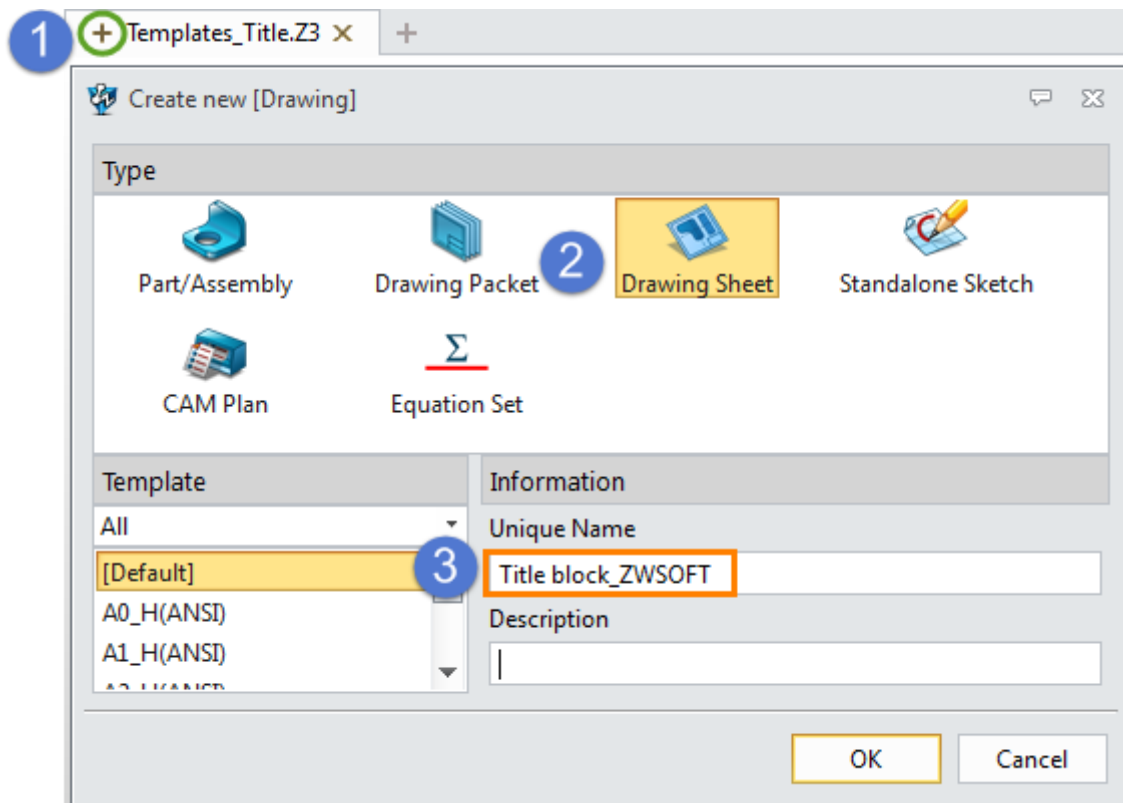 1 + Templates_Title.Z3 × +
Create new [Drawing]
Type
Part/Assembly Drawing Packet 2 Drawing Sheet Standalone Sketch
Σ
CAM Plan Equation Set
Template Information
All Unique Name
[Default] 3 Title block_ZWSOFT
A0_H(ANSI) Description
A1_H(ANSI)
OK Cancel